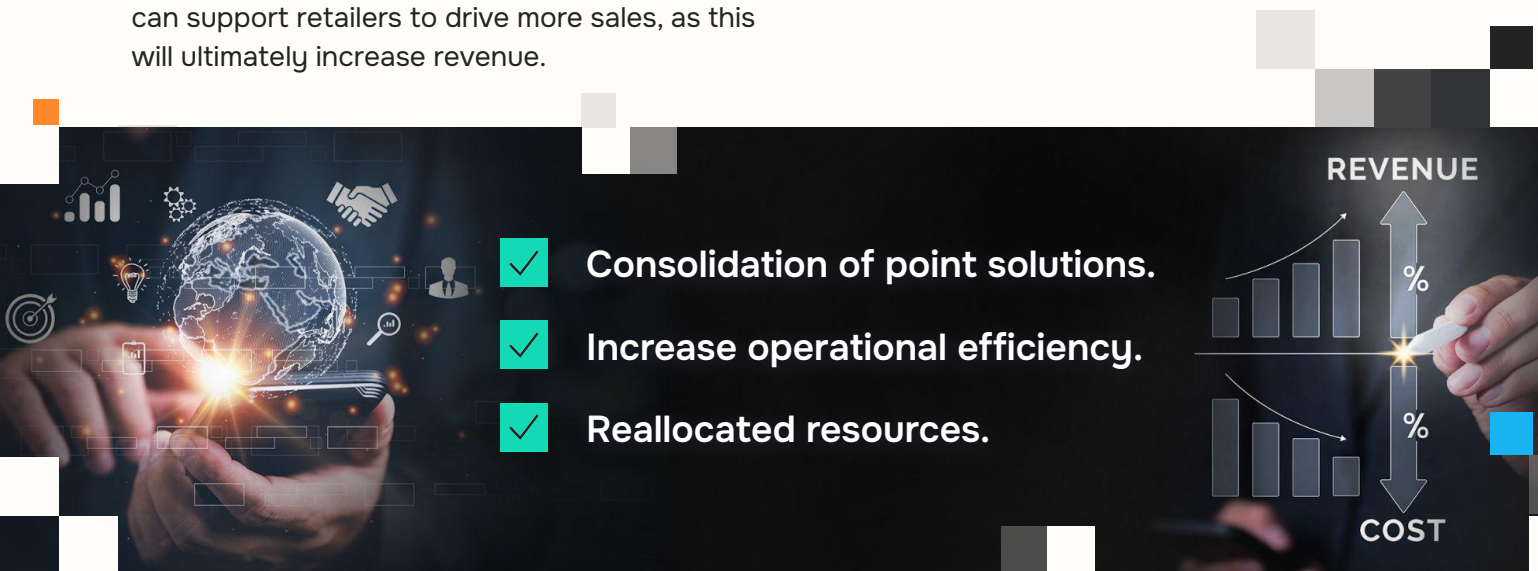 can support retailers to drive more sales, as this
will ultimately increase revenue.
REVENUE
Consolidation of point solutions.
%
Increase operational efficiency.
Reallocated resources.
%
COST